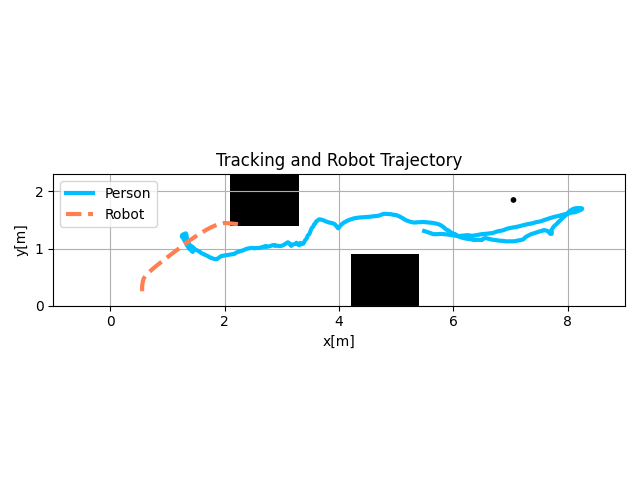 Tracking and Robot Trajectory
Person
Robot
2
1
0
y[m]
0 2 4 6 8
x[m]